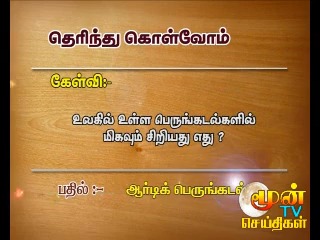 தெரிந்து கொள்வோம்
கேள்வி:-
உலகில் உள்ள பெருங்கடல்களில்
மிகவும் சிறியது எது ?
பதில் :- ஆர்டிக் பெருங்கடல்
மூன்
TV
செய்திகள்